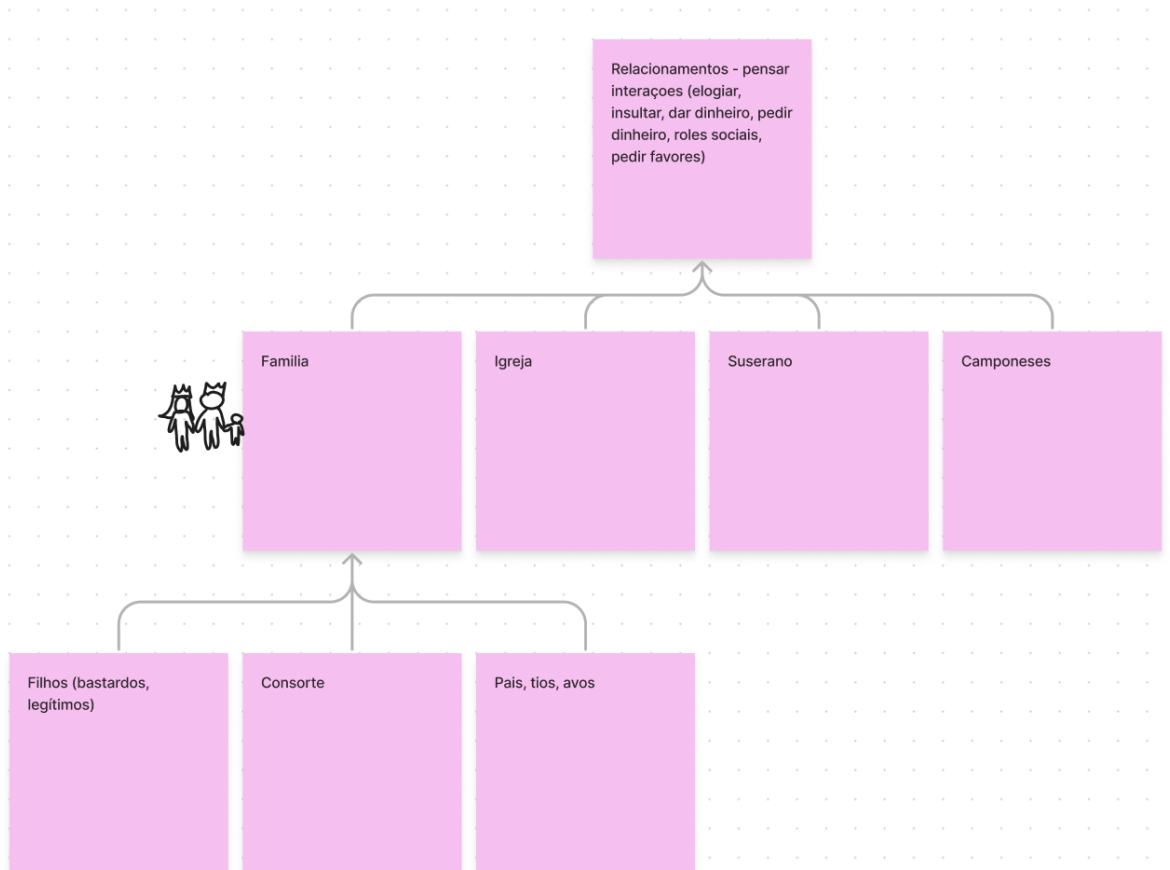 Relacionamentos - pensar
interaçoes (elogiar,
insultar, dar dinheiro, pedir
dinheiro, roles sociais,
pedir favores)
Familia
Igreja
Suserano
Camponeses
Filhos (bastardos,
legítimos)
Consorte
Pais, tios, avos